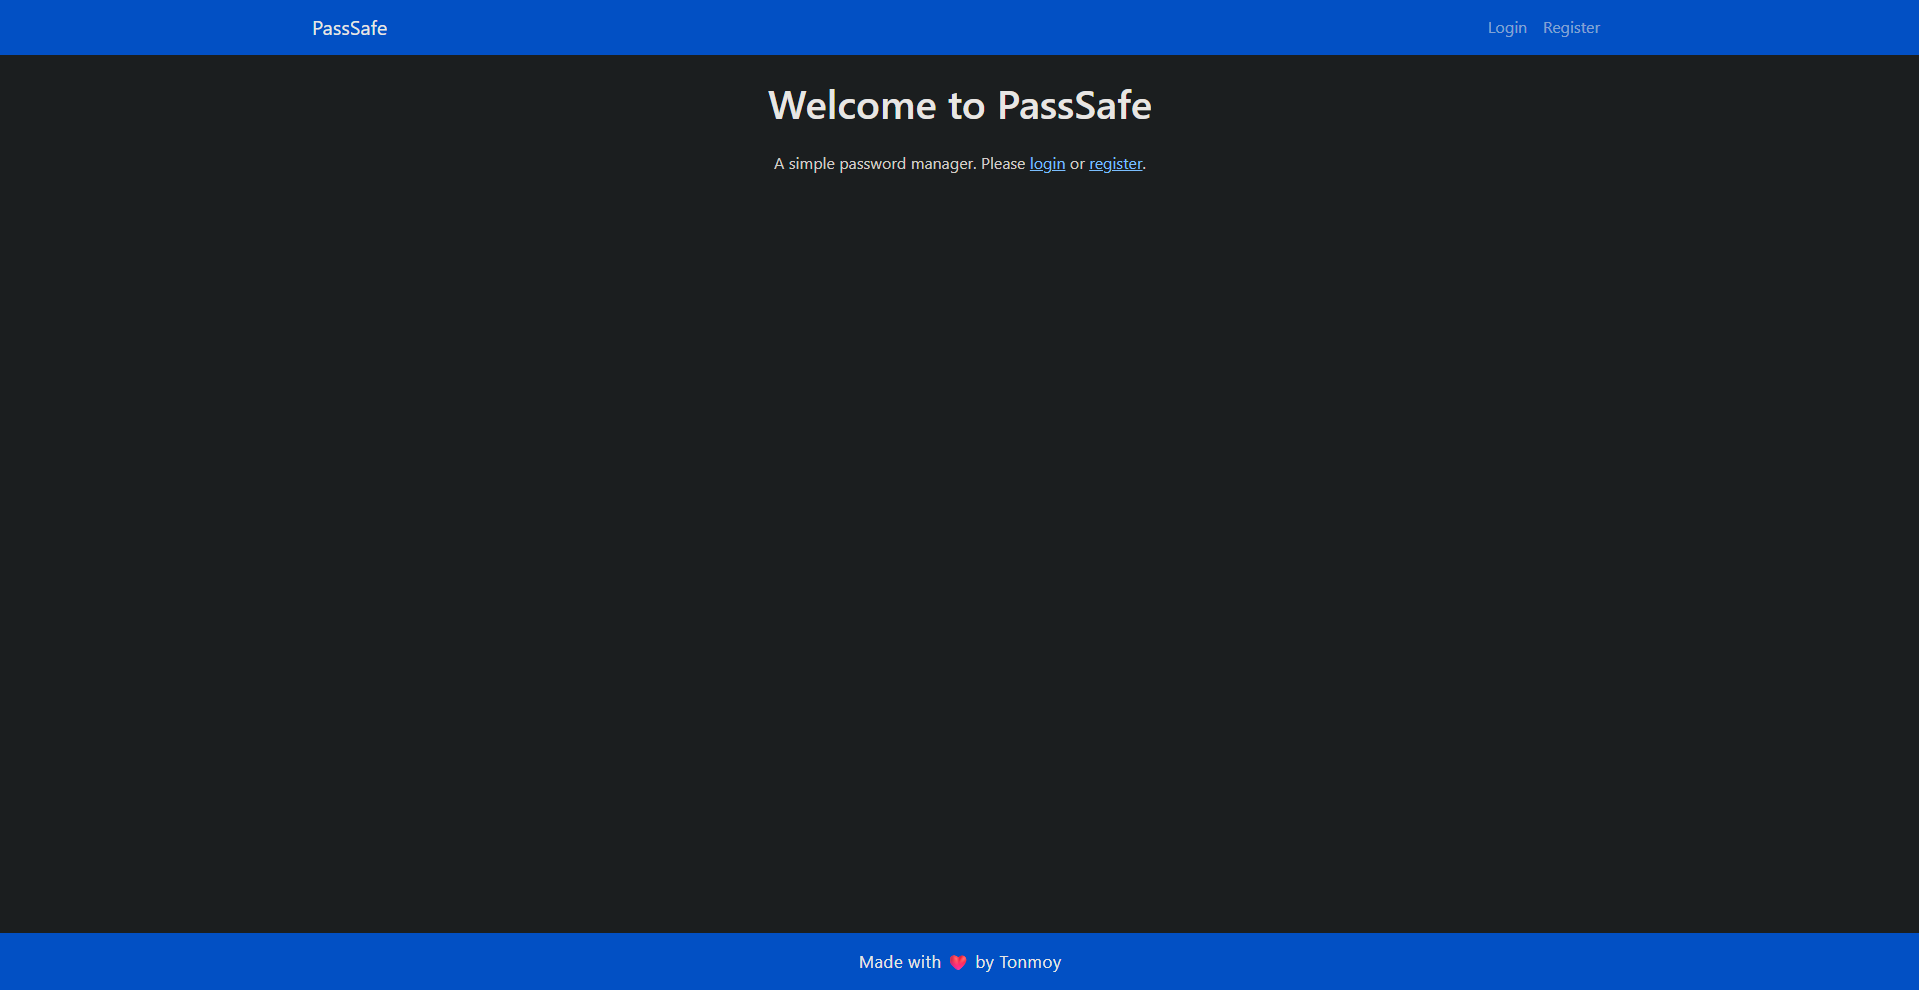 PassSafe
Login Register
Welcome to PassSafe
A simple password manager. Please login or register.
Made with ❤️ by Tonmoy